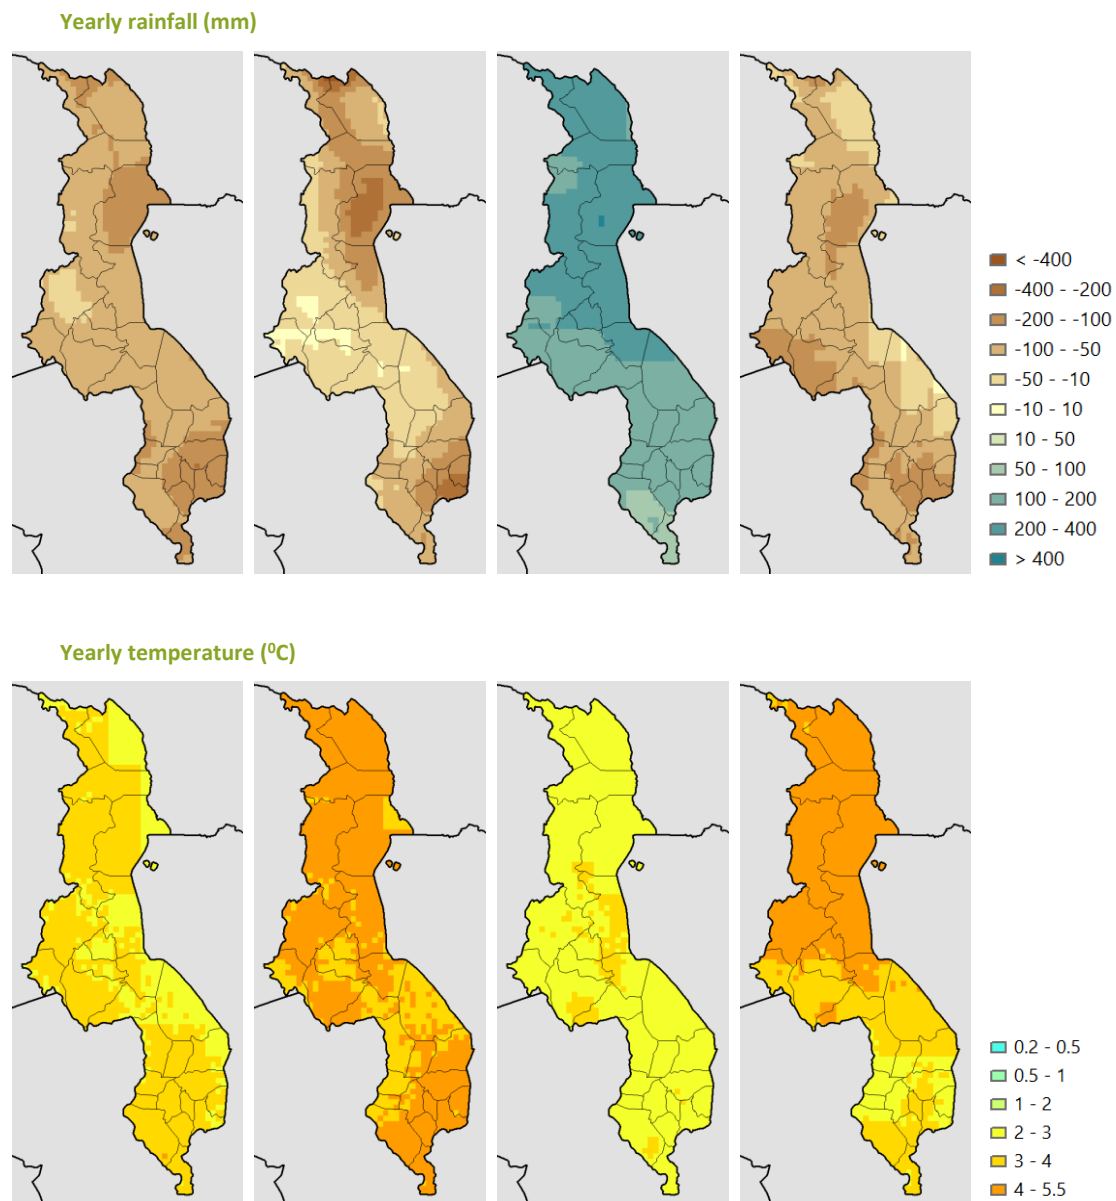 Yearly rainfall (mm)
< -400
-400 - -200
-200 - -100
-100 - -50
-50 - -10
-10 - 10
10 - 50
50 - 100
100 - 200
200 - 400
> 400
Yearly temperature (⁰C)
0.2 - 0.5
0.5 - 1
1 - 2
2 - 3
3 - 4
4 - 5.5